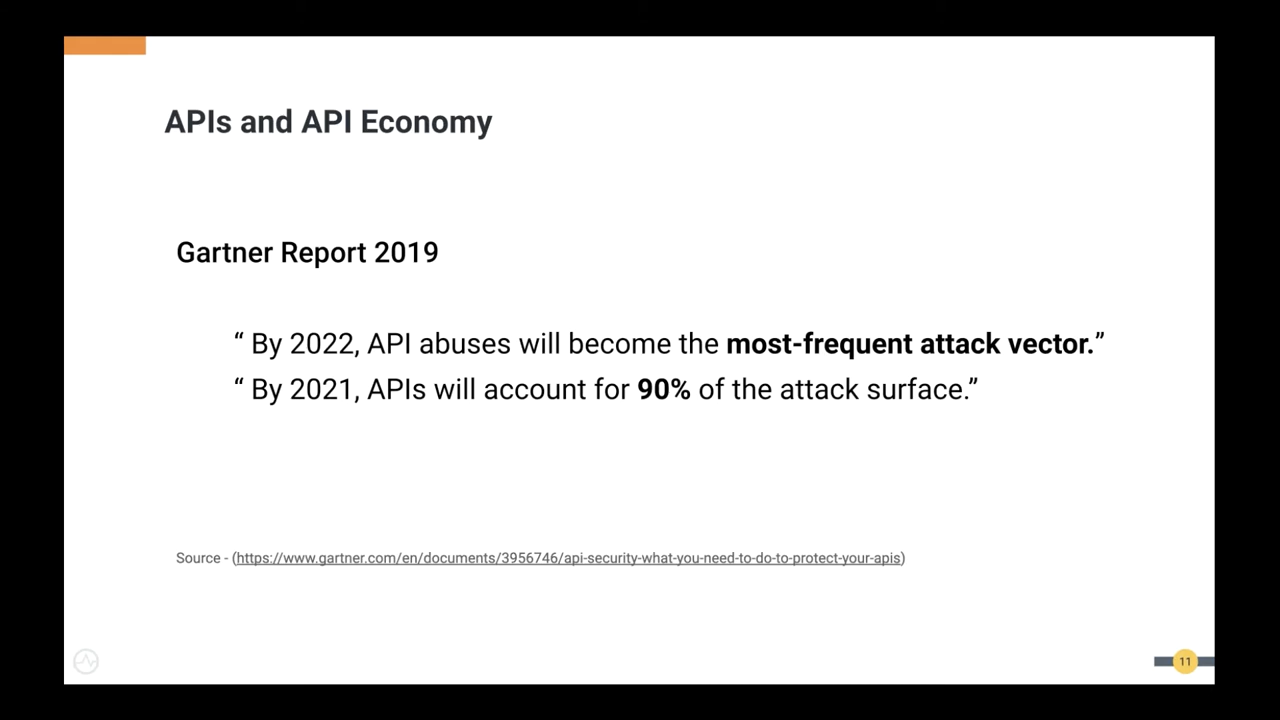 APIs and API Economy
Gartner Report 2019
“ By 2022, API abuses will become the most-frequent attack vector.”
“ By 2021, APIs will account for 90% of the attack surface.”
Source - (https://www.gartner.com/en/documents/3956746/api-security-what-you-need-to-do-to-protect-your-apis)
11